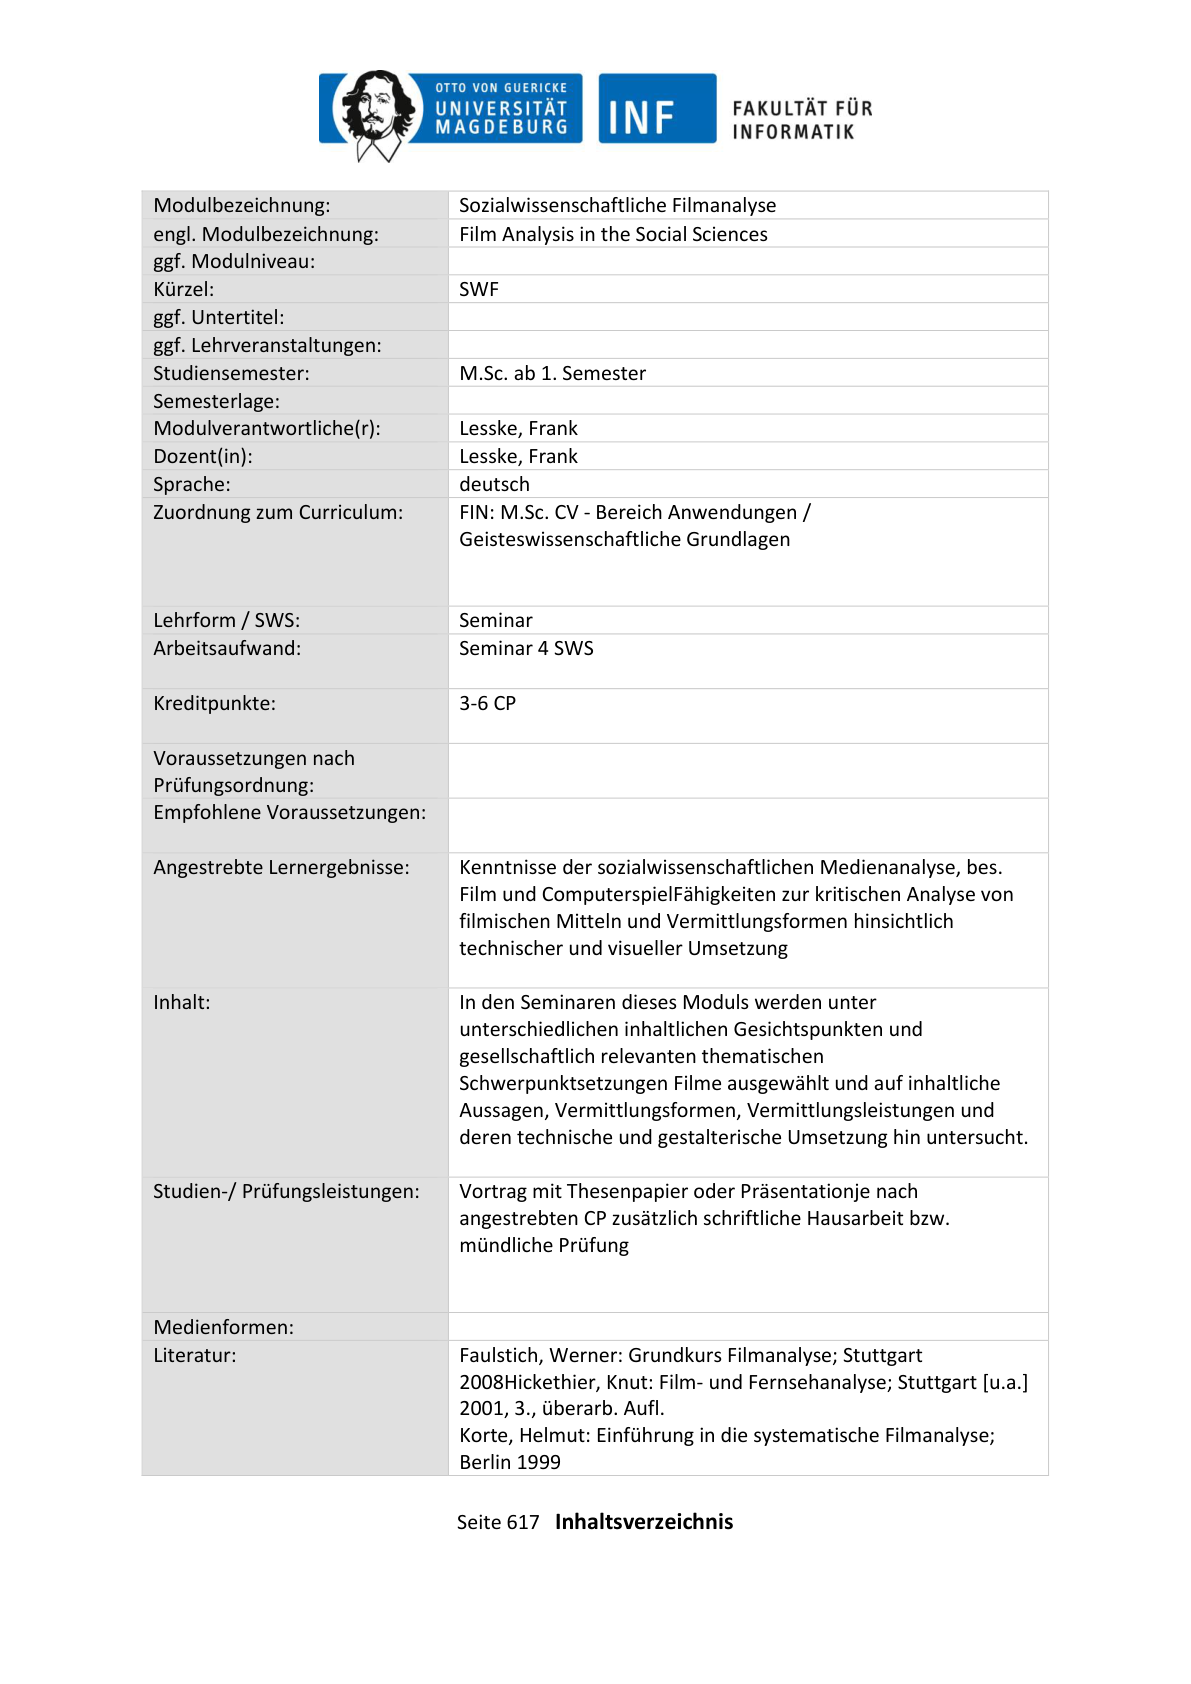 OTTO VON GUERICKE
UNIVERSITÄT
MAGDEBURG
INF
FAKULTÄT FÜR
INFORMATIK
Modulbezeichnung: Sozialwissenschaftliche Filmanalyse
engl. Modulbezeichnung: Film Analysis in the Social Sciences
ggf. Modulniveau:
Kürzel: SWF
ggf. Untertitel:
ggf. Lehrveranstaltungen:
Studiensemester: M.Sc. ab 1. Semester
Semesterlage:
Modulverantwortliche(r): Lesske, Frank
Dozent(in): Lesske, Frank
Sprache: deutsch
Zuordnung zum Curriculum: FIN: M.Sc. CV - Bereich Anwendungen /
Geisteswissenschaftliche Grundlagen
Lehrform / SWS: Seminar
Arbeitsaufwand: Seminar 4 SWS
Kreditpunkte: 3-6 CP
Voraussetzungen nach
Prüfungsordnung:
Empfohlene Voraussetzungen:
Angestrebte Lernergebnisse: Kenntnisse der sozialwissenschaftlichen Medienanalyse, bes.
Film und ComputerspielFähigkeiten zur kritischen Analyse von
filmischen Mitteln und Vermittlungsformen hinsichtlich
technischer und visueller Umsetzung
Inhalt: In den Seminaren dieses Moduls werden unter
unterschiedlichen inhaltlichen Gesichtspunkten und
gesellschaftlich relevanten thematischen
Schwerpunktsetzungen Filme ausgewählt und auf inhaltliche
Aussagen, Vermittlungsformen, Vermittlungsleistungen und
deren technische und gestalterische Umsetzung hin untersucht.
Studien-/ Prüfungsleistungen: Vortrag mit Thesenpapier oder Präsentationje nach
angestrebten CP zusätzlich schriftliche Hausarbeit bzw.
mündliche Prüfung
Medienformen:
Literatur: Faulstich, Werner: Grundkurs Filmanalyse; Stuttgart
2008Hickethier, Knut: Film- und Fernsehanalyse; Stuttgart [u.a.]
2001, 3., überarb. Aufl.
Korte, Helmut: Einführung in die systematische Filmanalyse;
Berlin 1999
Seite 617 Inhaltsverzeichnis